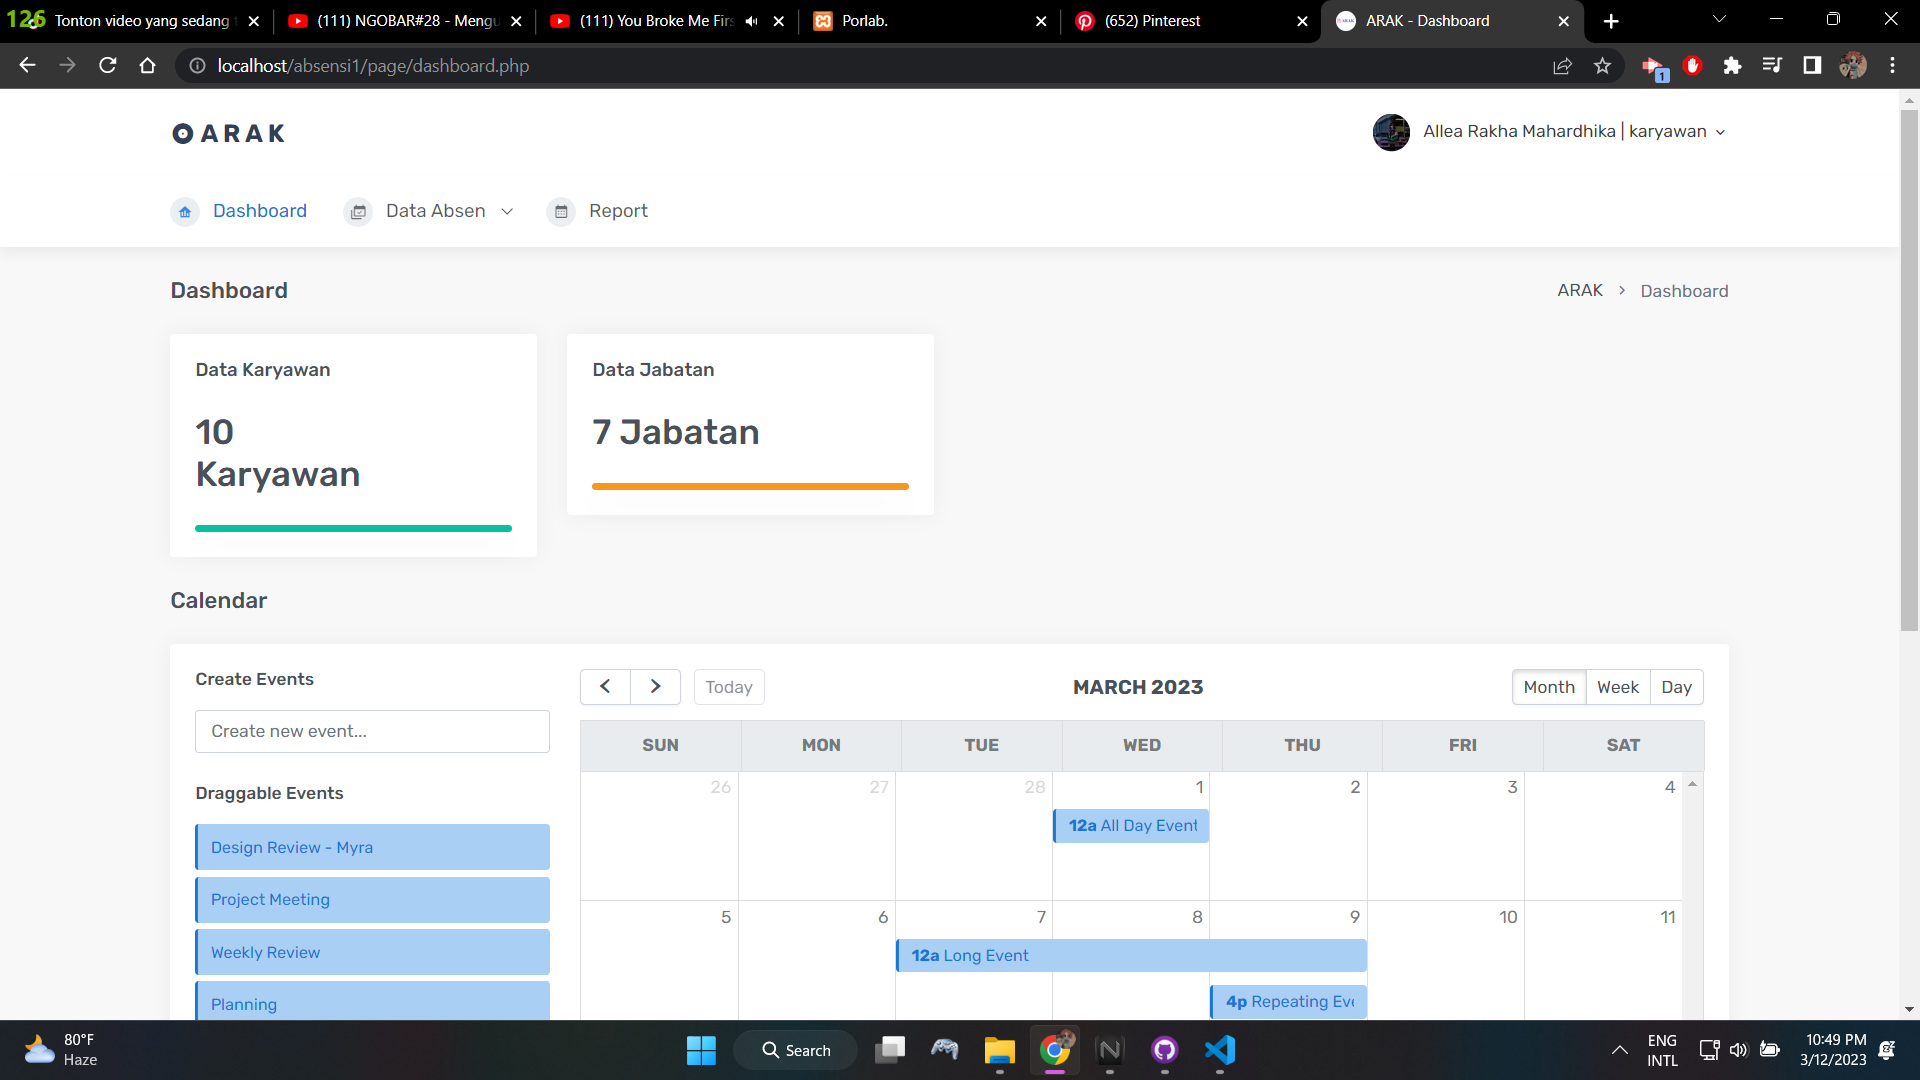 126
Tonton video yang sedang
(111) NGOBAR#28 - Mengu
(111) You Broke Me Firs
Porlab.
(652) Pinterest
ARAK - Dashboard
localhost/absensi1/page/dashboard.php
1
ARAK
Allea Rakha Mahardhika | karyawan
Dashboard
Data Absen
Report
Dashboard
ARAK > Dashboard
Data Karyawan
10
Karyawan
Data Jabatan
7 Jabatan
Calendar
Create Events
Create new event...
Draggable Events
Design Review - Myra
Project Meeting
Weekly Review
Planning
Today
MARCH 2023
Month Week Day
SUN MON TUE WED THU FRI SAT
26 27 28 1 2 3 4
12a All Day Event
5 6 7 8 9 10 11
12a Long Event
4p Repeating Eve
80°F
Haze
Search
ENG
INTL
10:49 PM
3/12/2023